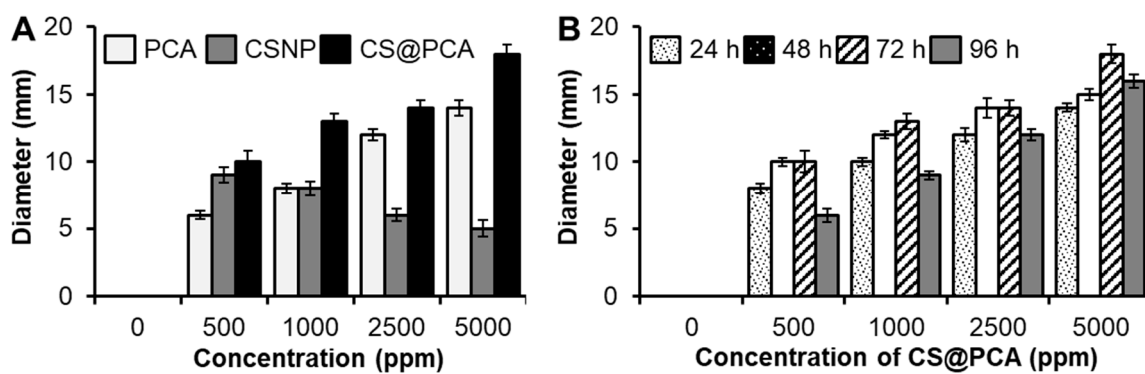 A
PCA CSNP CS@PCA
Diameter (mm)
20
15
10
5
0
0 500 1000 2500 5000
Concentration (ppm)
B
24 h 48 h 72 h 96 h
Diameter (mm)
20
15
10
5
0
0 500 1000 2500 5000
Concentration of CS@PCA (ppm)